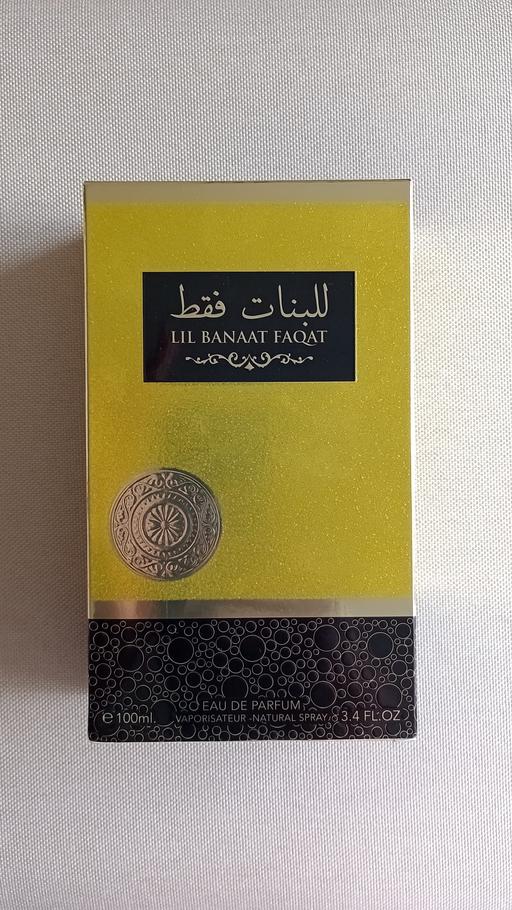 للبنات فقط
LIL BANAAT FAQAT
EAU DE PARFUM
℮ 100ml. VAPORISATEUR -NATURAL SPRAY 3.4 FL.OZ